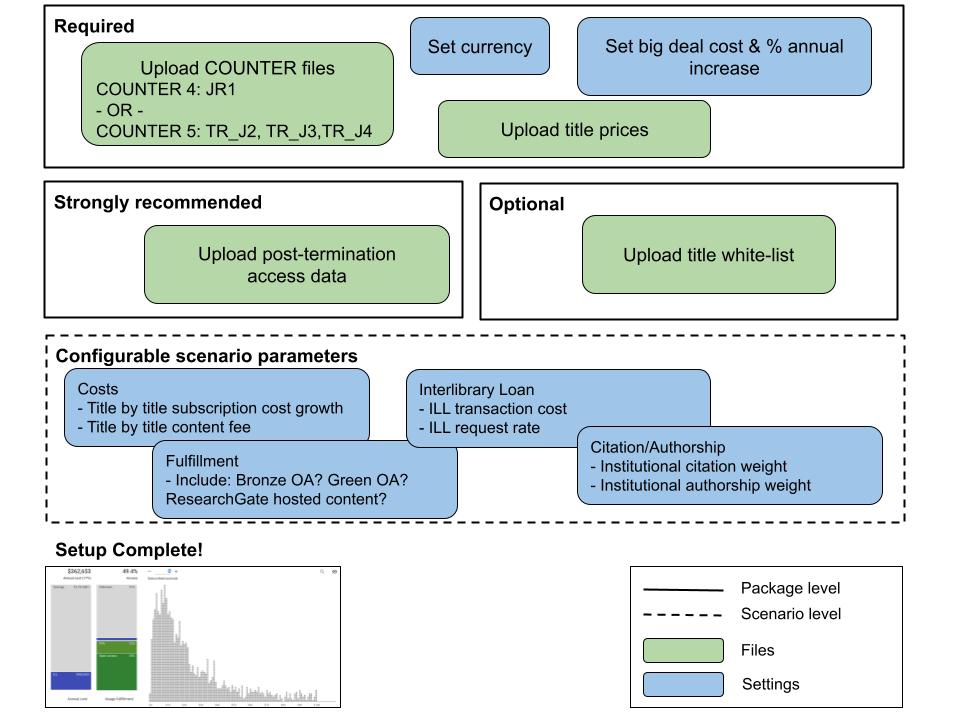 Required
Upload COUNTER files
COUNTER 4: JR1
- OR -
COUNTER 5: TR_J2, TR_J3,TR_J4
Set currency
Set big deal cost & % annual
increase
Upload title prices
Strongly recommended
Upload post-termination
access data
Optional
Upload title white-list
Configurable scenario parameters
Costs
- Title by title subscription cost growth
- Title by title content fee
Interlibrary Loan
- ILL transaction cost
- ILL request rate
Fulfillment
- Include: Bronze OA? Green OA?
ResearchGate hosted content?
Citation/Authorship
- Institutional citation weight
- Institutional authorship weight
Setup Complete!
$362,653
49.4%
Annual cost
Usage fulfillment
Package level
Scenario level
Files
Settings